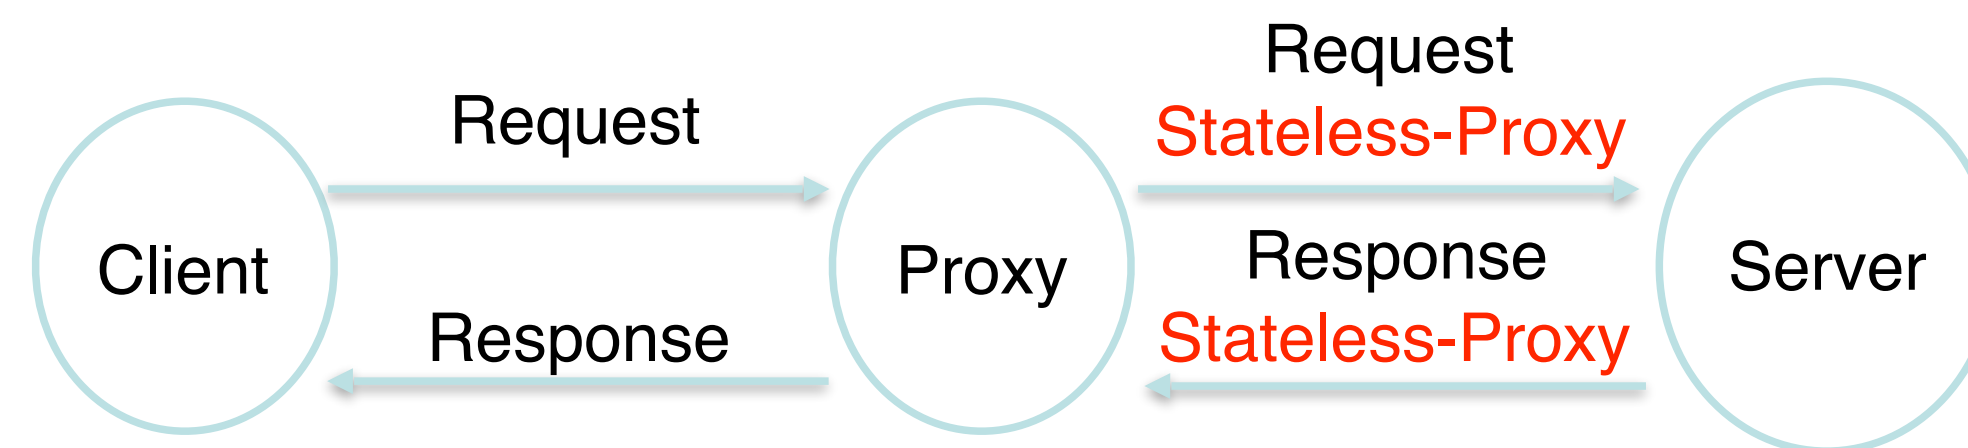 Client
Request
Response
Proxy
Request
Stateless-Proxy
Response
Stateless-Proxy
Server